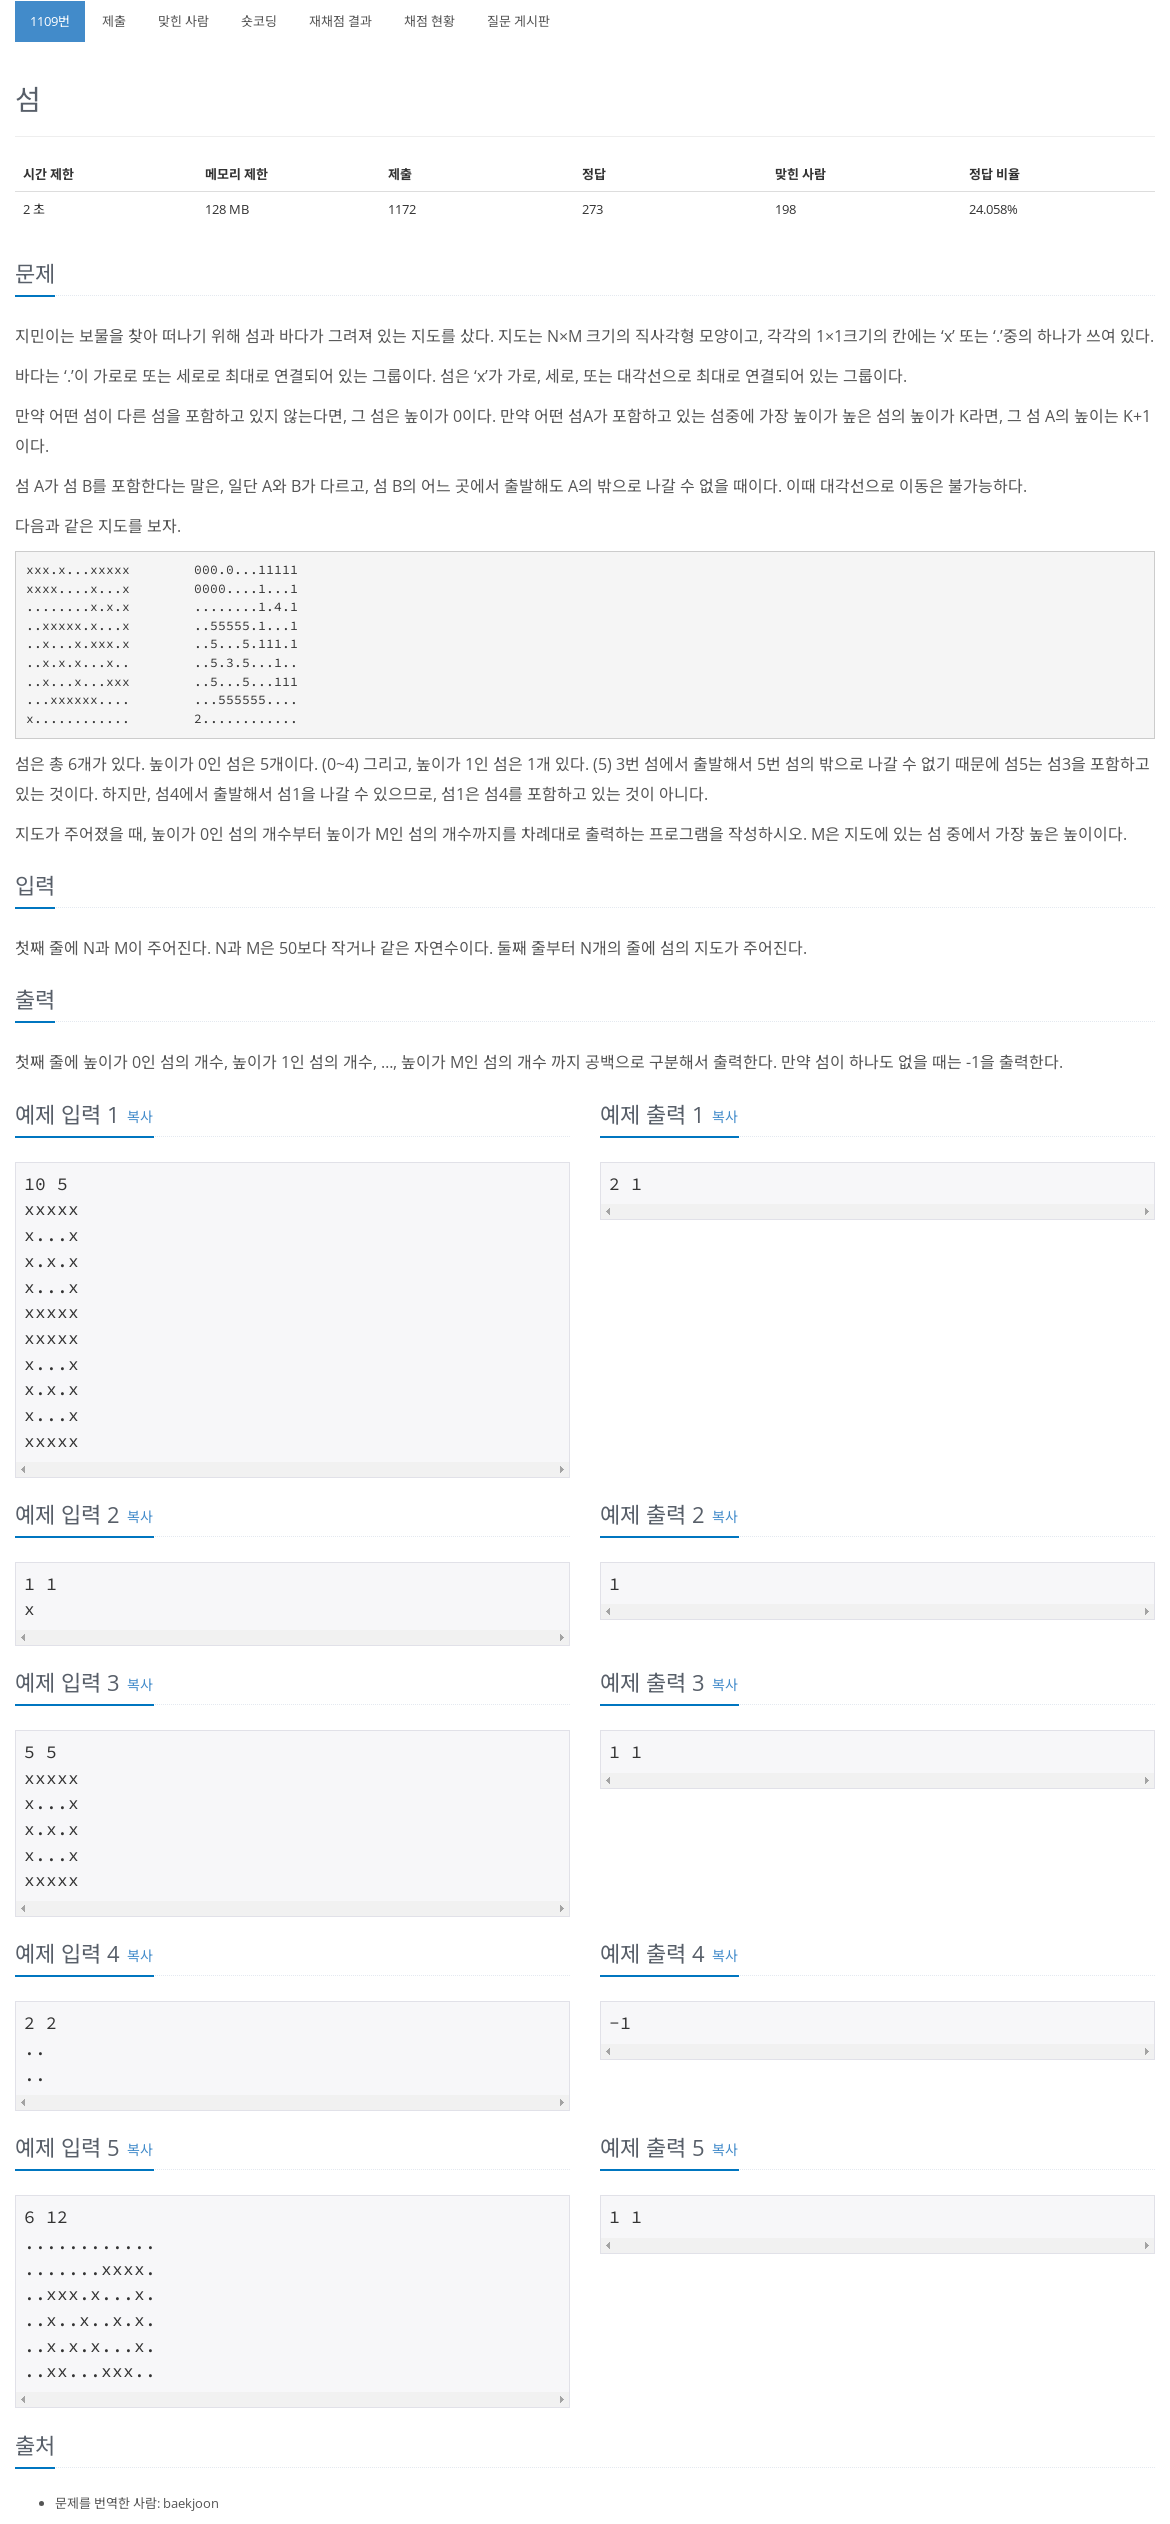 1109번 제출 맞힌 사람 숏코딩 재채점 결과 채점 현황 질문 게시판
섬
시간 제한 메모리 제한 제출 정답 맞힌 사람 정답 비율
2 초 128 MB 1172 273 198 24.058%
문제
지민이는 보물을 찾아 떠나기 위해 섬과 바다가 그려져 있는 지도를 샀다. 지도는 N×M 크기의 직사각형 모양이고, 각각의 1×1크기의 칸에는 ‘x’ 또는 ‘.’중의 하나가 쓰여 있다.
바다는 ‘.’이 가로로 또는 세로로 최대로 연결되어 있는 그룹이다. 섬은 ‘x’가 가로, 세로, 또는 대각선으로 최대로 연결되어 있는 그룹이다.
만약 어떤 섬이 다른 섬을 포함하고 있지 않는다면, 그 섬은 높이가 0이다. 만약 어떤 섬A가 포함하고 있는 섬중에 가장 높이가 높은 섬의 높이가 K라면, 그 섬 A의 높이는 K+1
이다.
섬 A가 섬 B를 포함한다는 말은, 일단 A와 B가 다르고, 섬 B의 어느 곳에서 출발해도 A의 밖으로 나갈 수 없을 때이다. 이때 대각선으로 이동은 불가능하다.
다음과 같은 지도를 보자.
xxx.x...xxxxx        000.0...11111
xxxx....x...x        0000....1...1
........x.x.x        ........1.4.1
..xxxxx.x...x        ..55555.1...1
..x...x.xxx.x        ..5...5.111.1
..x.x.x...x..        ..5.3.5...1..
..x...x...xxx        ..5...5...111
...xxxxxx....        ...555555....
x............        2............
섬은 총 6개가 있다. 높이가 0인 섬은 5개이다. (0~4) 그리고, 높이가 1인 섬은 1개 있다. (5) 3번 섬에서 출발해서 5번 섬의 밖으로 나갈 수 없기 때문에 섬5는 섬3을 포함하고
있는 것이다. 하지만, 섬4에서 출발해서 섬1을 나갈 수 있으므로, 섬1은 섬4를 포함하고 있는 것이 아니다.
지도가 주어졌을 때, 높이가 0인 섬의 개수부터 높이가 M인 섬의 개수까지를 차례대로 출력하는 프로그램을 작성하시오. M은 지도에 있는 섬 중에서 가장 높은 높이이다.
입력
첫째 줄에 N과 M이 주어진다. N과 M은 50보다 작거나 같은 자연수이다. 둘째 줄부터 N개의 줄에 섬의 지도가 주어진다.
출력
첫째 줄에 높이가 0인 섬의 개수, 높이가 1인 섬의 개수, ..., 높이가 M인 섬의 개수 까지 공백으로 구분해서 출력한다. 만약 섬이 하나도 없을 때는 -1을 출력한다.
예제 입력 1 복사
10 5
xxxxx
x...x
x.x.x
x...x
xxxxx
xxxxx
x...x
x.x.x
x...x
xxxxx
예제 출력 1 복사
2 1
예제 입력 2 복사
1 1
x
예제 출력 2 복사
1
예제 입력 3 복사
5 5
xxxxx
x...x
x.x.x
x...x
xxxxx
예제 출력 3 복사
1 1
예제 입력 4 복사
2 2
..
..
예제 출력 4 복사
-1
예제 입력 5 복사
6 12
............
.......xxxx.
..xxx.x...x.
..x..x..x.x.
..x.x.x...x.
..xx...xxx..
예제 출력 5 복사
1 1
출처
문제를 번역한 사람: baekjoon